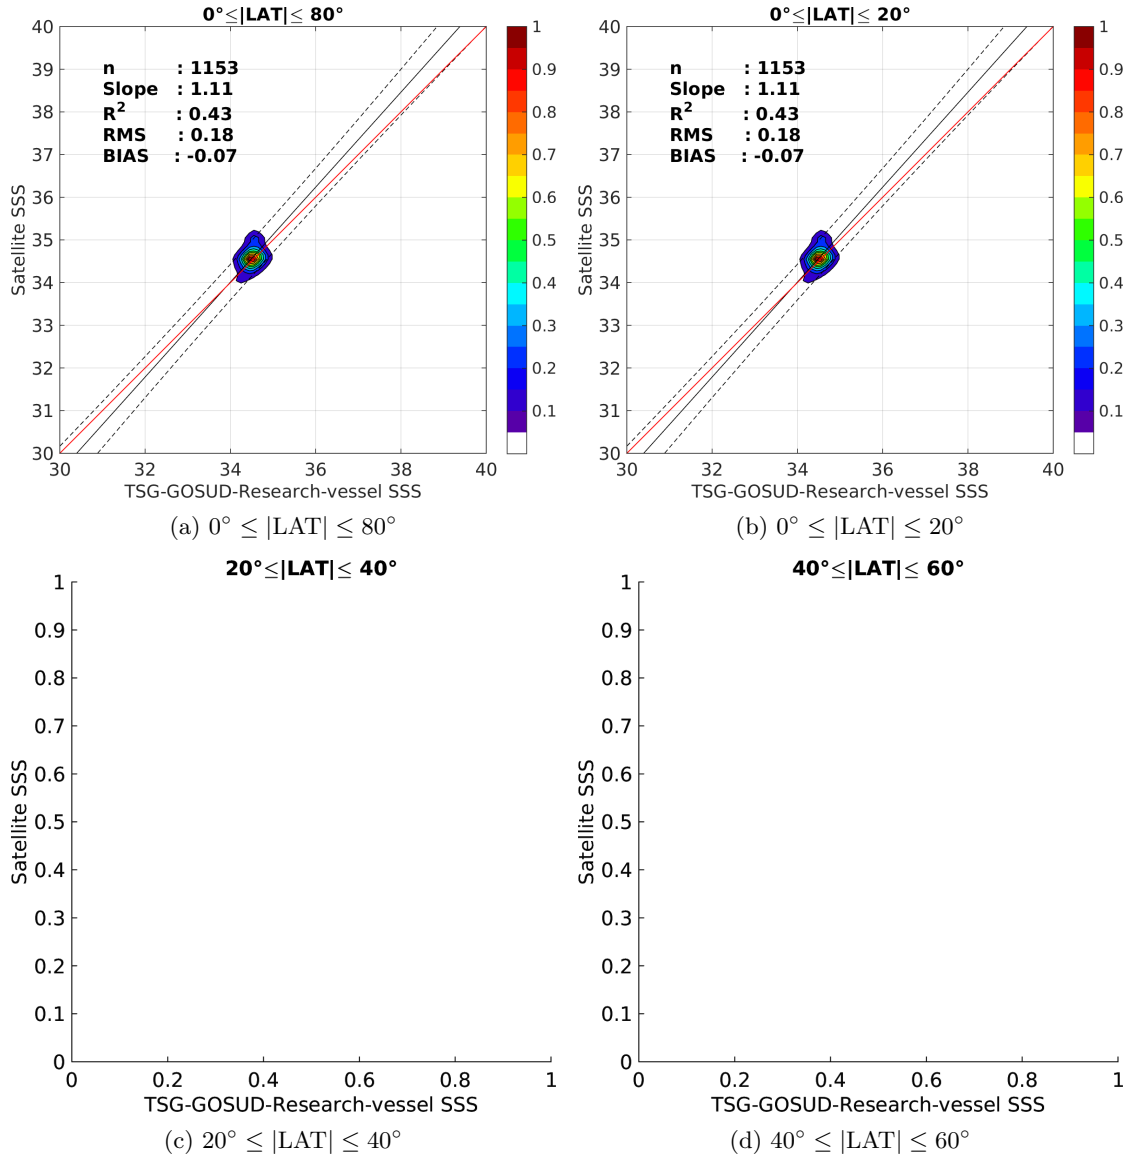 0°≤|LAT|≤ 80°
40
39
38
37
36
35
34
33
32
31
30
Satellite SSS
n : 1153
Slope : 1.11
R² : 0.43
RMS : 0.18
BIAS : -0.07
30 32 34 36 38 40
TSG-GOSUD-Research-vessel SSS
1
0.9
0.8
0.7
0.6
0.5
0.4
0.3
0.2
0.1
(a) 0° ≤ |LAT| ≤ 80°
0°≤|LAT|≤ 20°
40
39
38
37
36
35
34
33
32
31
30
Satellite SSS
n : 1153
Slope : 1.11
R² : 0.43
RMS : 0.18
BIAS : -0.07
30 32 34 36 38 40
TSG-GOSUD-Research-vessel SSS
1
0.9
0.8
0.7
0.6
0.5
0.4
0.3
0.2
0.1
(b) 0° ≤ |LAT| ≤ 20°
20°≤|LAT|≤ 40°
1
0.9
0.8
0.7
0.6
0.5
0.4
0.3
0.2
0.1
0
Satellite SSS
0 0.2 0.4 0.6 0.8 1
TSG-GOSUD-Research-vessel SSS
(c) 20° ≤ |LAT| ≤ 40°
40°≤|LAT|≤ 60°
1
0.9
0.8
0.7
0.6
0.5
0.4
0.3
0.2
0.1
0
Satellite SSS
0 0.2 0.4 0.6 0.8 1
TSG-GOSUD-Research-vessel SSS
(d) 40° ≤ |LAT| ≤ 60°